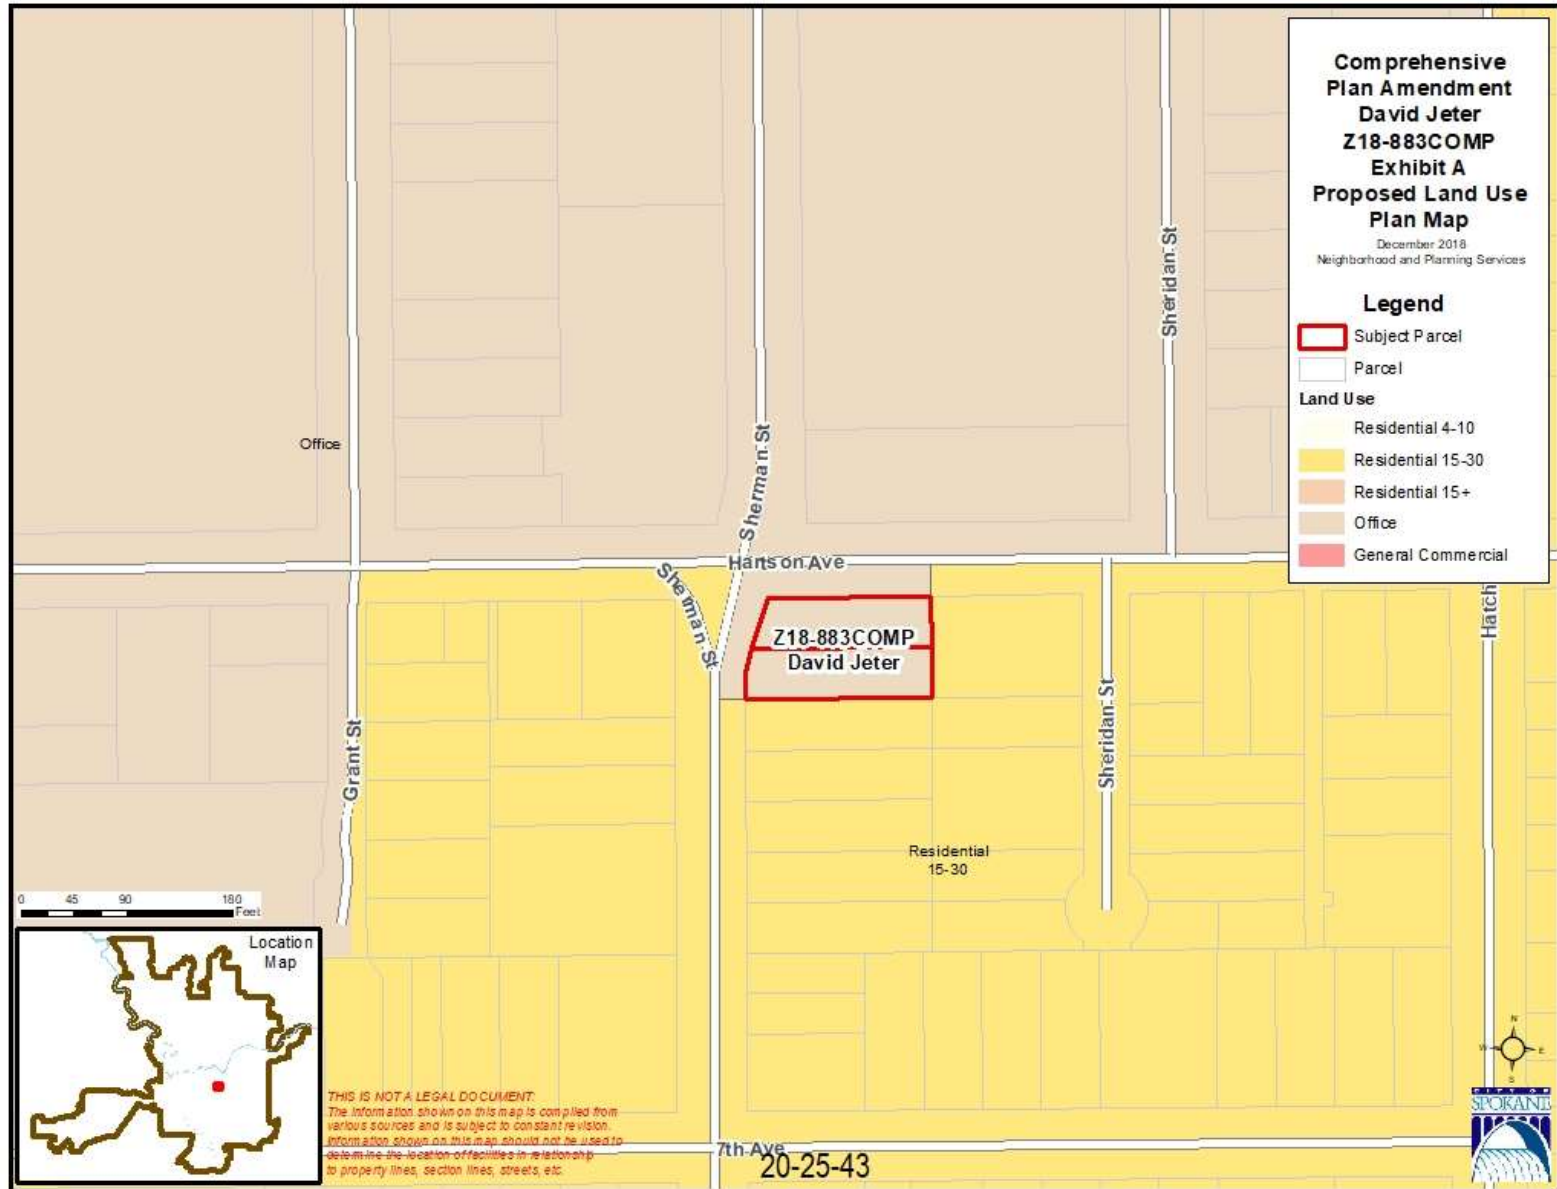 Comprehensive
Plan Amendment
David Jeter
Z18-883COMP
Exhibit A
Proposed Land Use
Plan Map
December 2018
Neighborhood and Planning Services
Legend
Subject Parcel
Parcel
Land Use
Residential 4-10
Residential 15-30
Residential 15+
Office
General Commercial
Sheridan St
Office
Sherman St
Hartson Ave
Sherman St
Z18-883COMP
David Jeter
Hatch
Grant St
Sheridan St
Residential
15-30
0 45 90 180
Feet
Location
Map
N
W E
S
CITY OF
SPOKANE
THIS IS NOT A LEGAL DOCUMENT:
The information shown on this map is compiled from
various sources and is subject to constant revision.
Information shown on this map should not be used to
determine the location of facilities in relationship
to property lines, section lines, streets, etc.
7th Ave
20-25-43